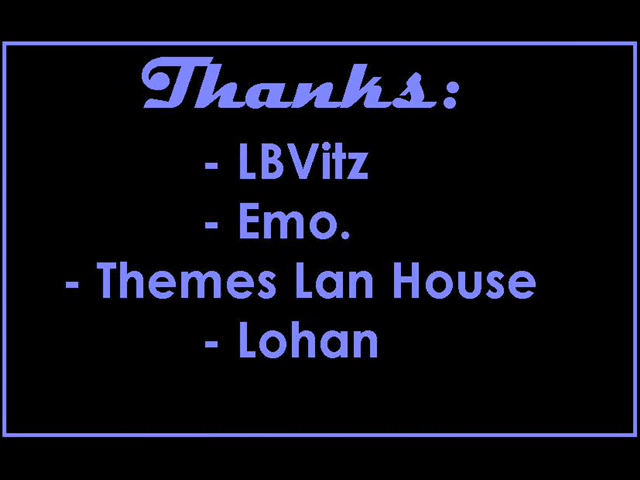 Thanks:
- LBVitz
- Emo.
- Themes Lan House
- Lohan